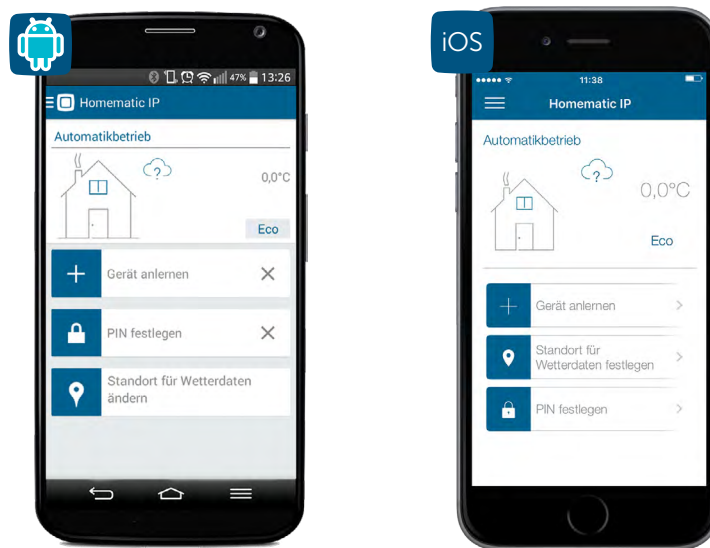 47% 13:26
Homematic IP
Automatikbetrieb
?
0,0°C
Eco
Gerät anlernen
PIN festlegen
Standort für Wetterdaten
ändern
iOS
11:38
Homematic IP
Automatikbetrieb
?
0,0°C
Eco
Gerät anlernen
Standort für
Wetterdaten festlegen
PIN festlegen